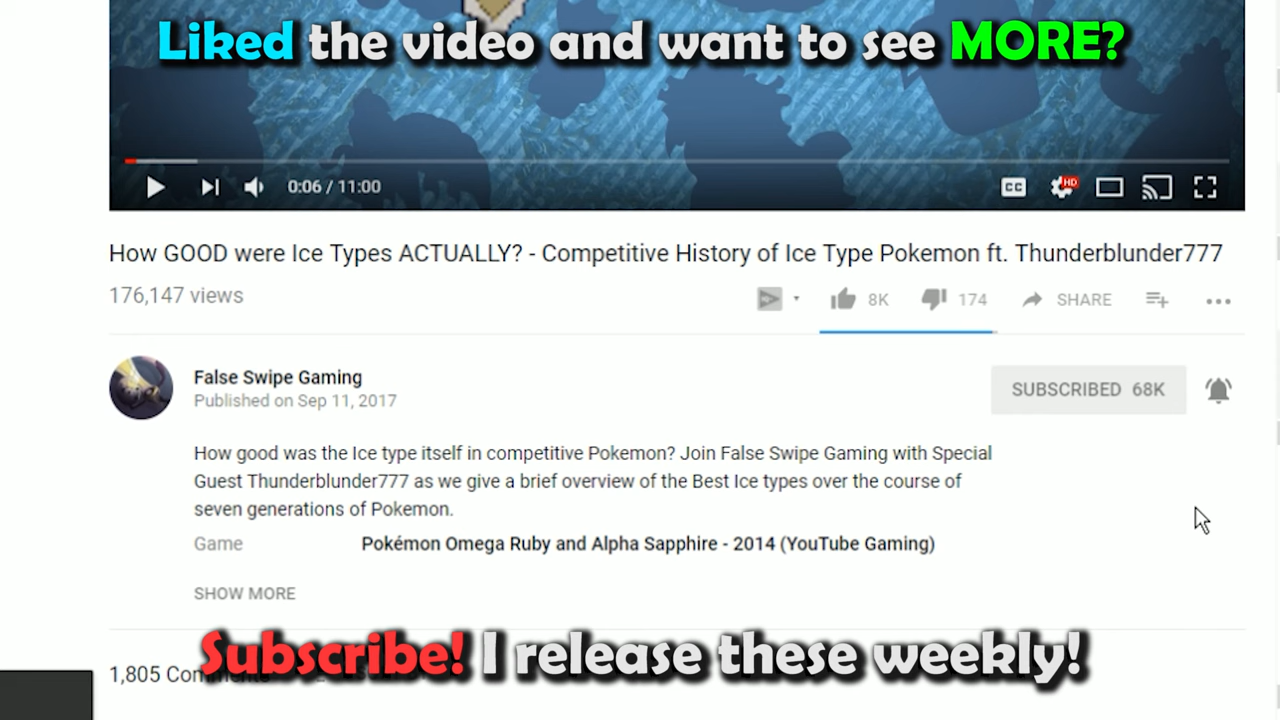 Liked the video and want to see MORE?
0:06 / 11:00
CC
HD
How GOOD were Ice Types ACTUALLY? - Competitive History of Ice Type Pokemon ft. Thunderblunder777
176,147 views
8K 174 SHARE
False Swipe Gaming
Published on Sep 11, 2017
SUBSCRIBED 68K
How good was the Ice type itself in competitive Pokemon? Join False Swipe Gaming with Special
Guest Thunderblunder777 as we give a brief overview of the Best Ice types over the course of
seven generations of Pokemon.
Game Pokémon Omega Ruby and Alpha Sapphire - 2014 (YouTube Gaming)
SHOW MORE
Subscribe! I release these weekly!
1,805 Comments